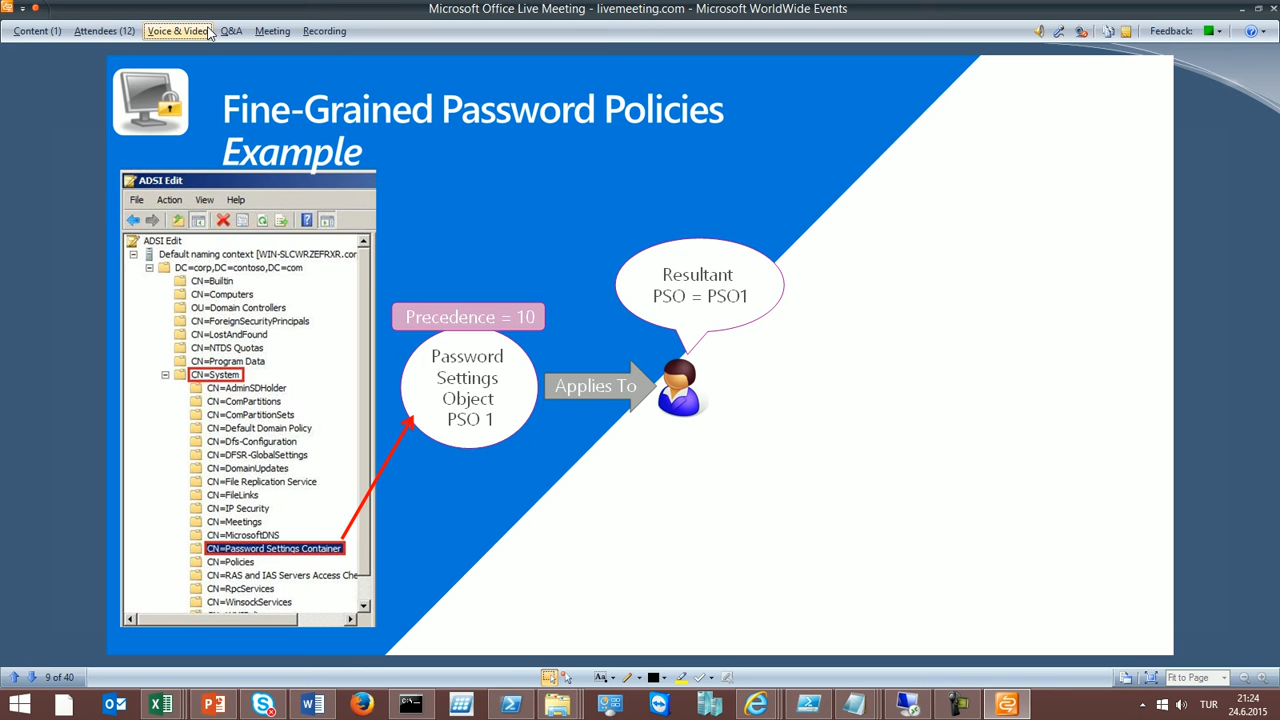 Microsoft Office Live Meeting - livemeeting.com - Microsoft WorldWide Events
Content (1) Attendees (12) Voice & Video Q&A Meeting Recording Feedback:
Fine-Grained Password Policies
Example
ADSI Edit
File Action View Help
ADSI Edit
Default naming context [WIN-SLCWRZEFRXR.cor
DC=corp,DC=contoso,DC=com
CN=Builtin
CN=Computers
OU=Domain Controllers
CN=ForeignSecurityPrincipals
CN=LostAndFound
CN=NTDS Quotas
CN=Program Data
CN=System
CN=AdminSDHolder
CN=ComPartitions
CN=ComPartitionSets
CN=Default Domain Policy
CN=Dfs-Configuration
CN=DFSR-GlobalSettings
CN=DomainUpdates
CN=File Replication Service
CN=FileLinks
CN=IP Security
CN=Meetings
CN=MicrosoftDNS
CN=Password Settings Container
CN=Policies
CN=RAS and IAS Servers Access Che
CN=RpcServices
CN=WinsockServices
Precedence = 10
Password
Settings
Object
PSO 1
Applies To
Resultant
PSO = PSO1
9 of 40
Aa
Fit to Page
TUR
21:24
24.6.2015